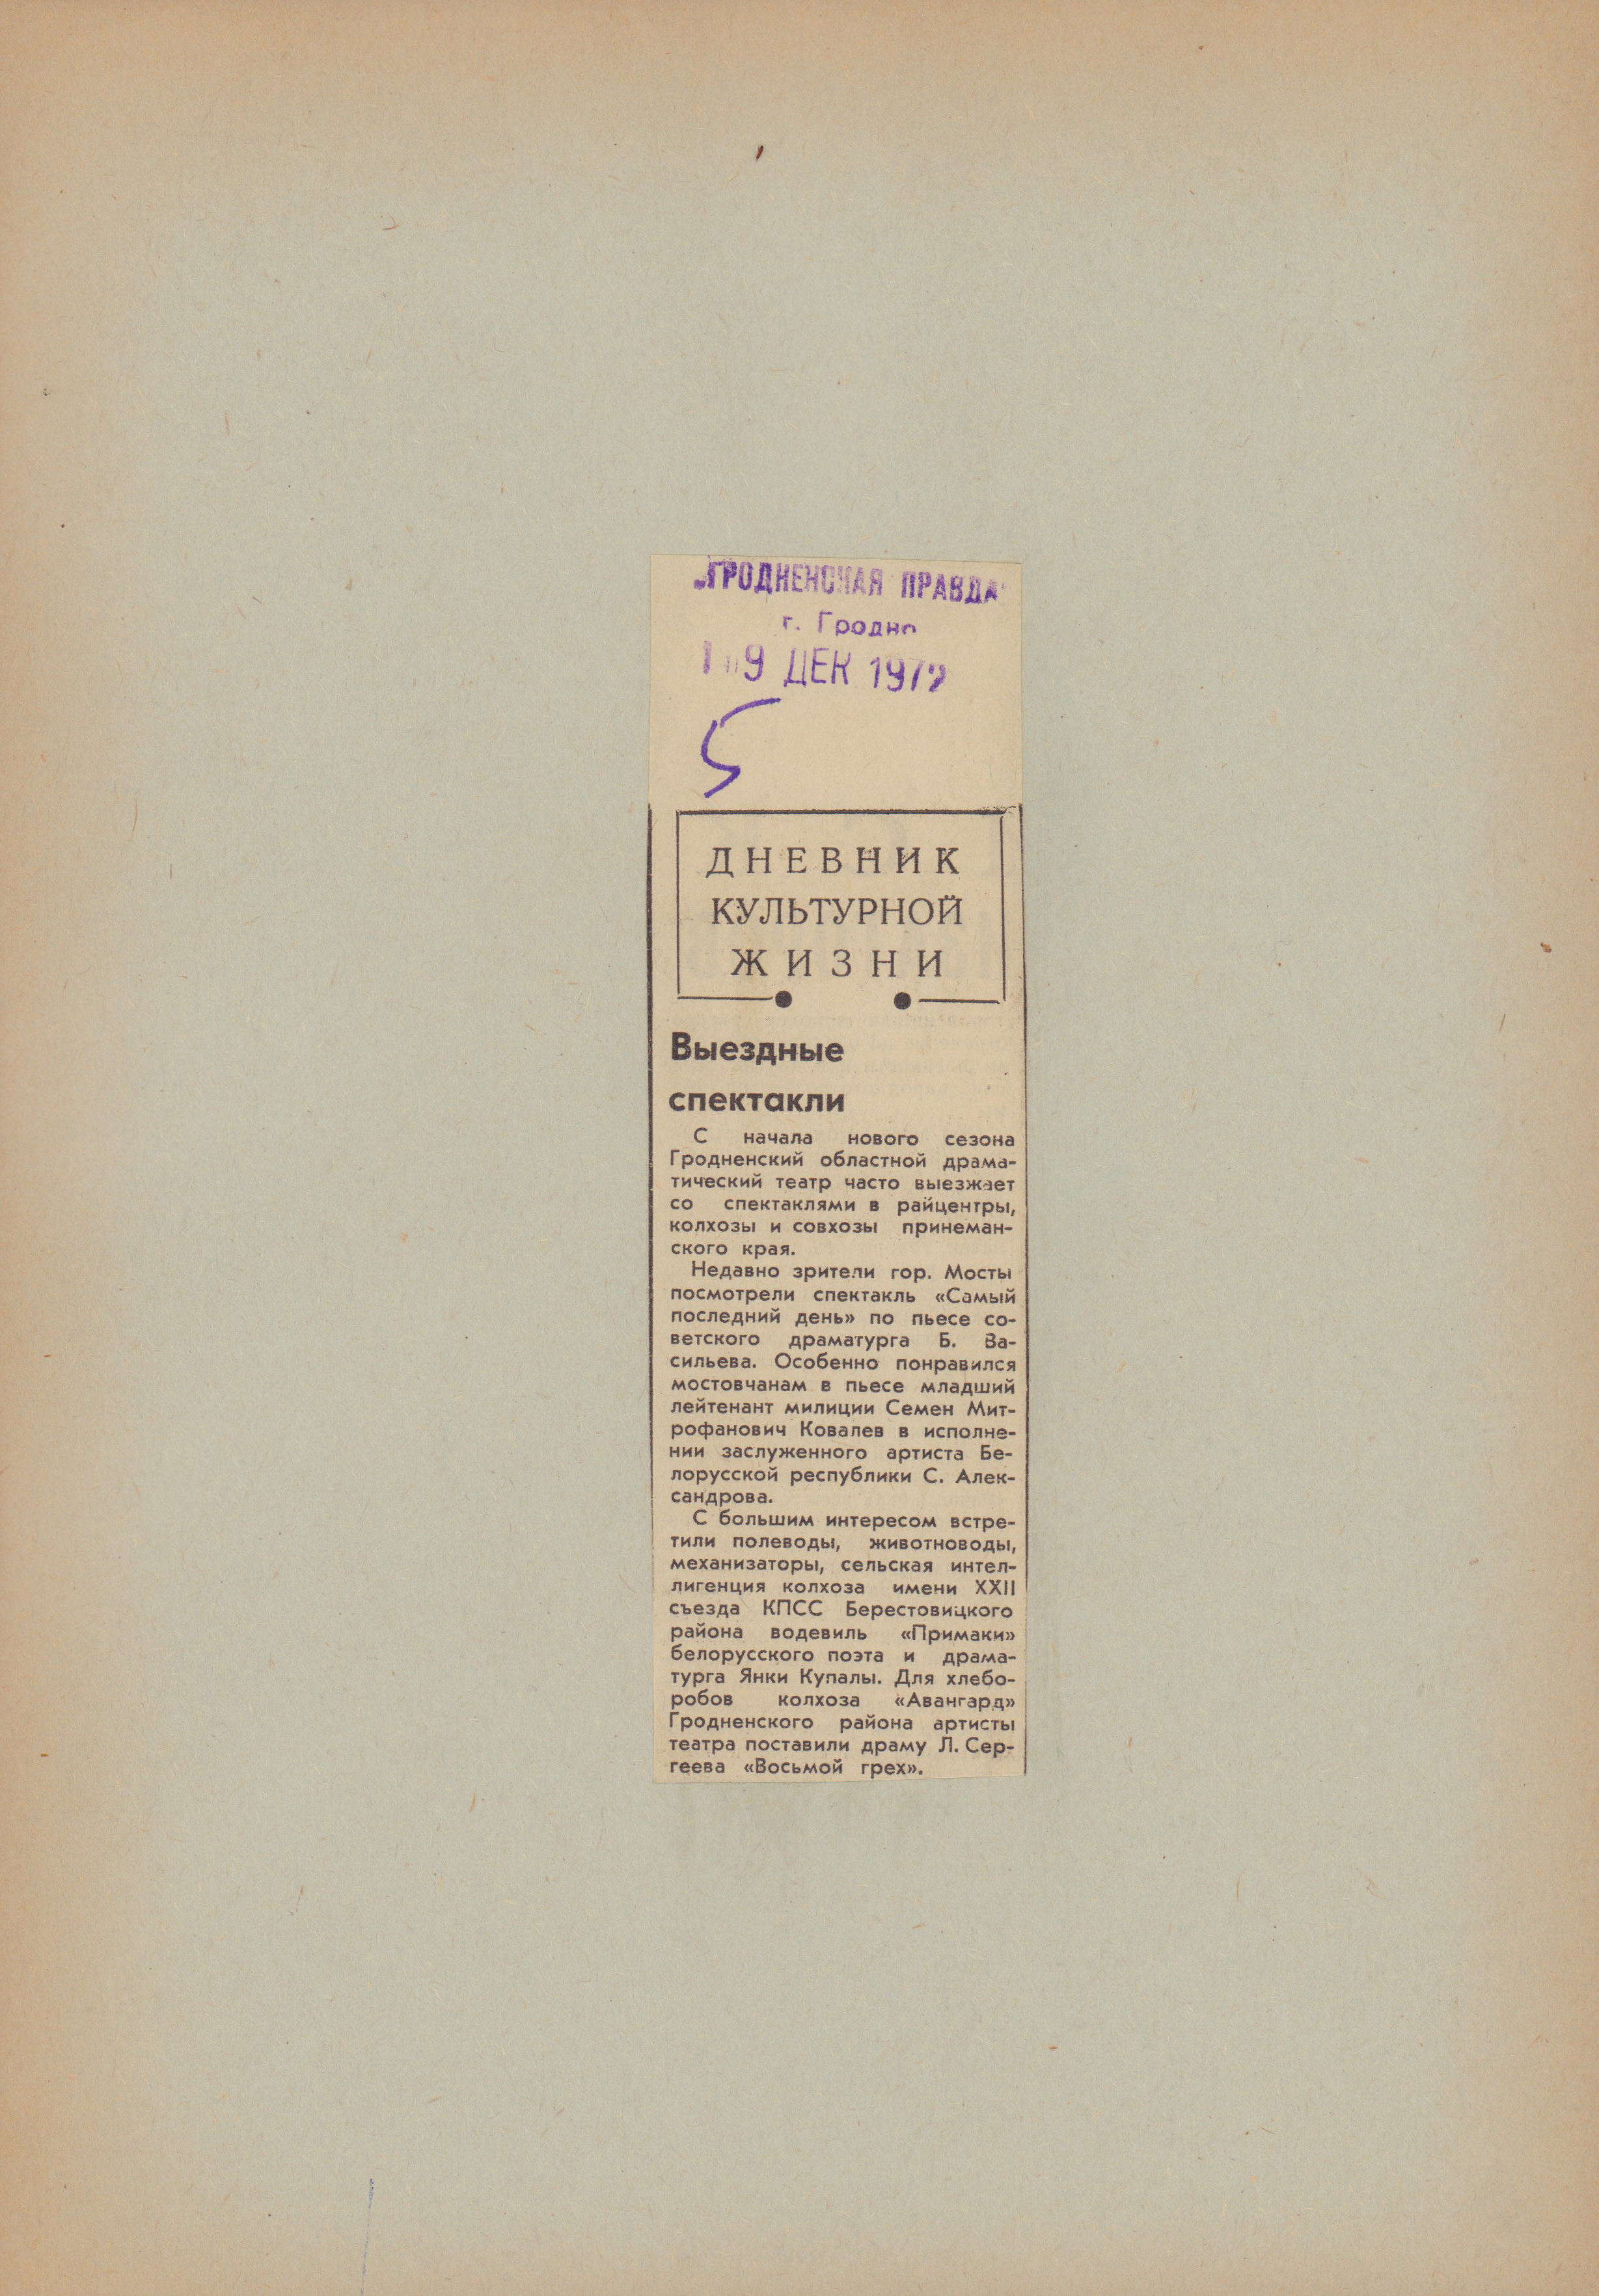 „ГРОДНЕНСКАЯ ПРАВДА"
г. Гродно
ДЕК 1972
ДНЕВНИК
КУЛЬТУРНОЙ
ЖИЗНИ
Выездные
спектакли
С начала нового сезона
Гродненский областной драма-
тический театр часто выезжает
со спектаклями в райцентры,
колхозы и совхозы принеман-
ского края.
Недавно зрители гор. Мосты
посмотрели спектакль «Самый
последний день» по пьесе со-
ветского драматурга Б. Ва-
сильева. Особенно понравился
мостовчанам в пьесе младший
лейтенант милиции Семен Мит-
рофанович Ковалев в исполне-
нии заслуженного артиста Бе-
лорусской республики С. Алек-
сандрова.
С большим интересом встре-
тили полеводы, животноводы,
механизаторы, сельская интел-
лигенция колхоза имени XXII
съезда КПСС Берестовицкого
района водевиль «Примаки»
белорусского поэта и драма-
турга Янки Купалы. Для хлебо-
робов колхоза «Авангард»
Гродненского района артисты
театра поставили драму Л. Сер-
геева «Восьмой грех».